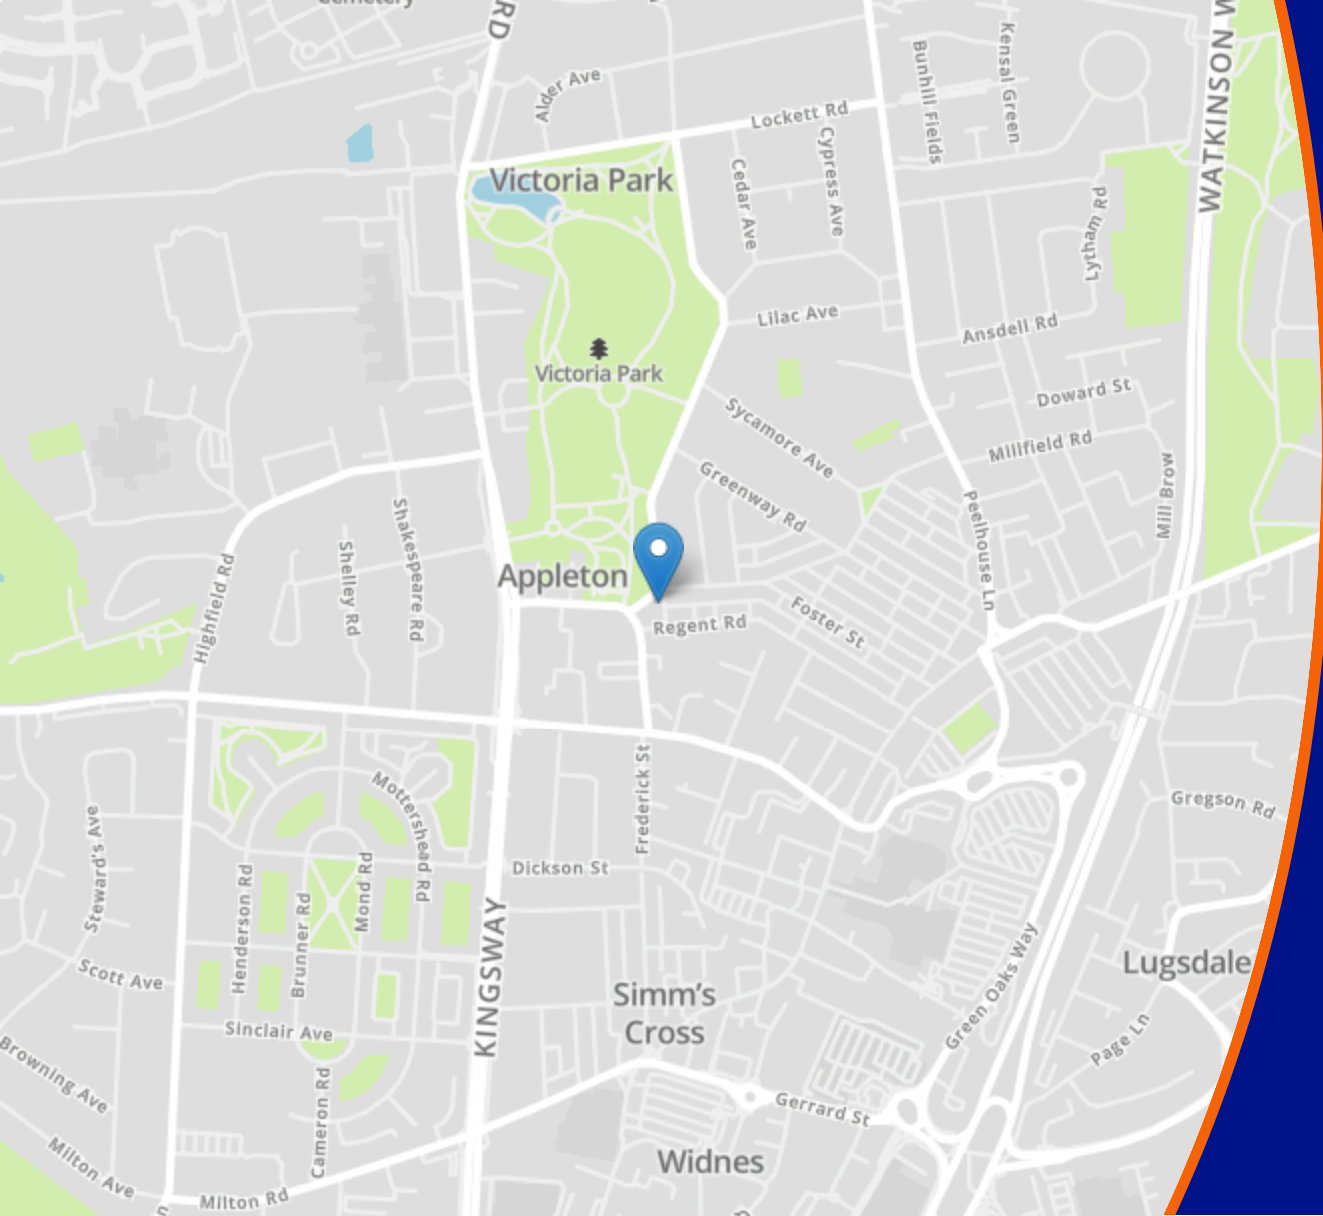 Cemetery
RD
Alder Ave
Lockett Rd
Bunhill Fields
Kensal Green
WATKINSON W
Victoria Park
Cedar Ave
Cypress Ave
Lytham Rd
Lilac Ave
Ansdell Rd
Victoria Park
Doward St
Sycamore Ave
Millfield Rd
Greenway Rd
Mill Brow
Peelhouse Ln
Shakespeare Rd
Shelley Rd
Highfield Rd
Appleton
Regent Rd
Foster St
Frederick St
Mottershead Rd
Gregson Rd
Steward's Ave
Dickson St
Henderson Rd
Brunner Rd
Mond Rd
KINGSWAY
Green Oaks Way
Lugsdale
Scott Ave
Simm's
Cross
Sinclair Ave
Page Ln
Browning Ave
Cameron Rd
Gerrard St
Milton Ave
Widnes
Milton Rd